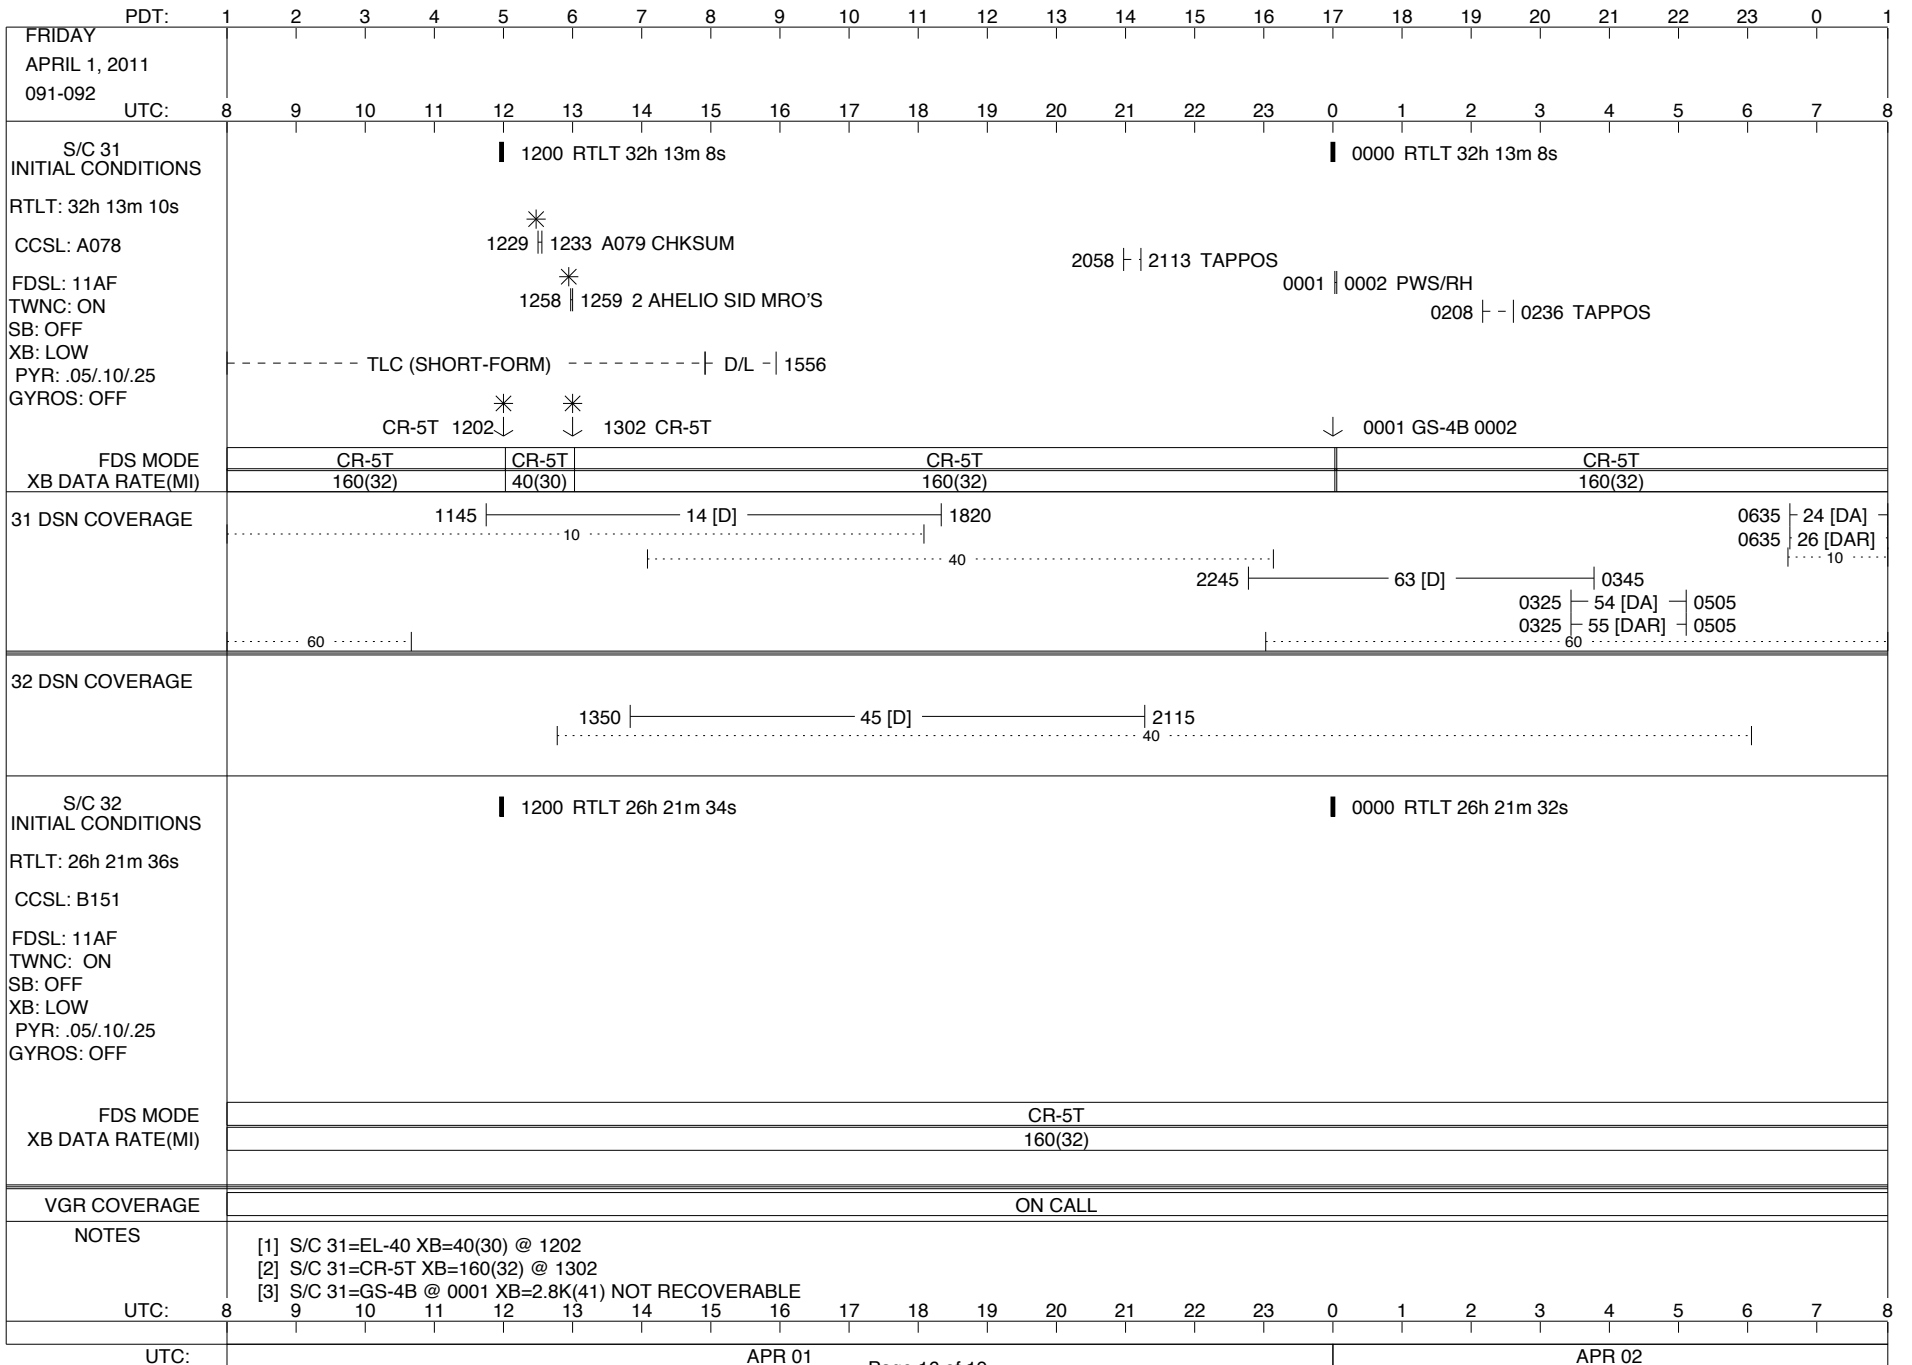 PDT: 1 2 3 4 5 6 7 8 9 10 11 12 13 14 15 16 17 18 19 20 21 22 23 0 1
FRIDAY
APRIL 1, 2011
091-092
UTC: 8 9 10 11 12 13 14 15 16 17 18 19 20 21 22 23 0 1 2 3 4 5 6 7 8
S/C 31
INITIAL CONDITIONS
1200 RTLT 32h 13m 8s
0000 RTLT 32h 13m 8s
RTLT: 32h 13m 10s
CCSL: A078
1229 1233 A079 CHKSUM
2058 2113 TAPPOS
FDSL: 11AF
0001 0002 PWS/RH
1258 1259 2 AHELIO SID MRO'S
TWNC: ON
0208 0236 TAPPOS
SB: OFF
XB: LOW
TLC (SHORT-FORM) D/L 1556
PYR: .05/.10/.25
GYROS: OFF
CR-5T 1202
1302 CR-5T
0001 GS-4B 0002
FDS MODE CR-5T CR-5T CR-5T CR-5T
XB DATA RATE(MI) 160(32) 40(30) 160(32) 160(32)
31 DSN COVERAGE
1145 14 [D] 1820
0635 24 [DA]
10
0635 26 [DAR]
40
10
2245 63 [D] 0345
0325 54 [DA] 0505
0325 55 [DAR] 0505
60
60
32 DSN COVERAGE
1350 45 [D] 2115
40
S/C 32
INITIAL CONDITIONS
1200 RTLT 26h 21m 34s
0000 RTLT 26h 21m 32s
RTLT: 26h 21m 36s
CCSL: B151
FDSL: 11AF
TWNC: ON
SB: OFF
XB: LOW
PYR: .05/.10/.25
GYROS: OFF
FDS MODE CR-5T
XB DATA RATE(MI) 160(32)
VGR COVERAGE ON CALL
NOTES
[1] S/C 31=EL-40 XB=40(30) @ 1202
[2] S/C 31=CR-5T XB=160(32) @ 1302
[3] S/C 31=GS-4B @ 0001 XB=2.8K(41) NOT RECOVERABLE
UTC: 8 9 10 11 12 13 14 15 16 17 18 19 20 21 22 23 0 1 2 3 4 5 6 7 8
UTC: APR 01 APR 02